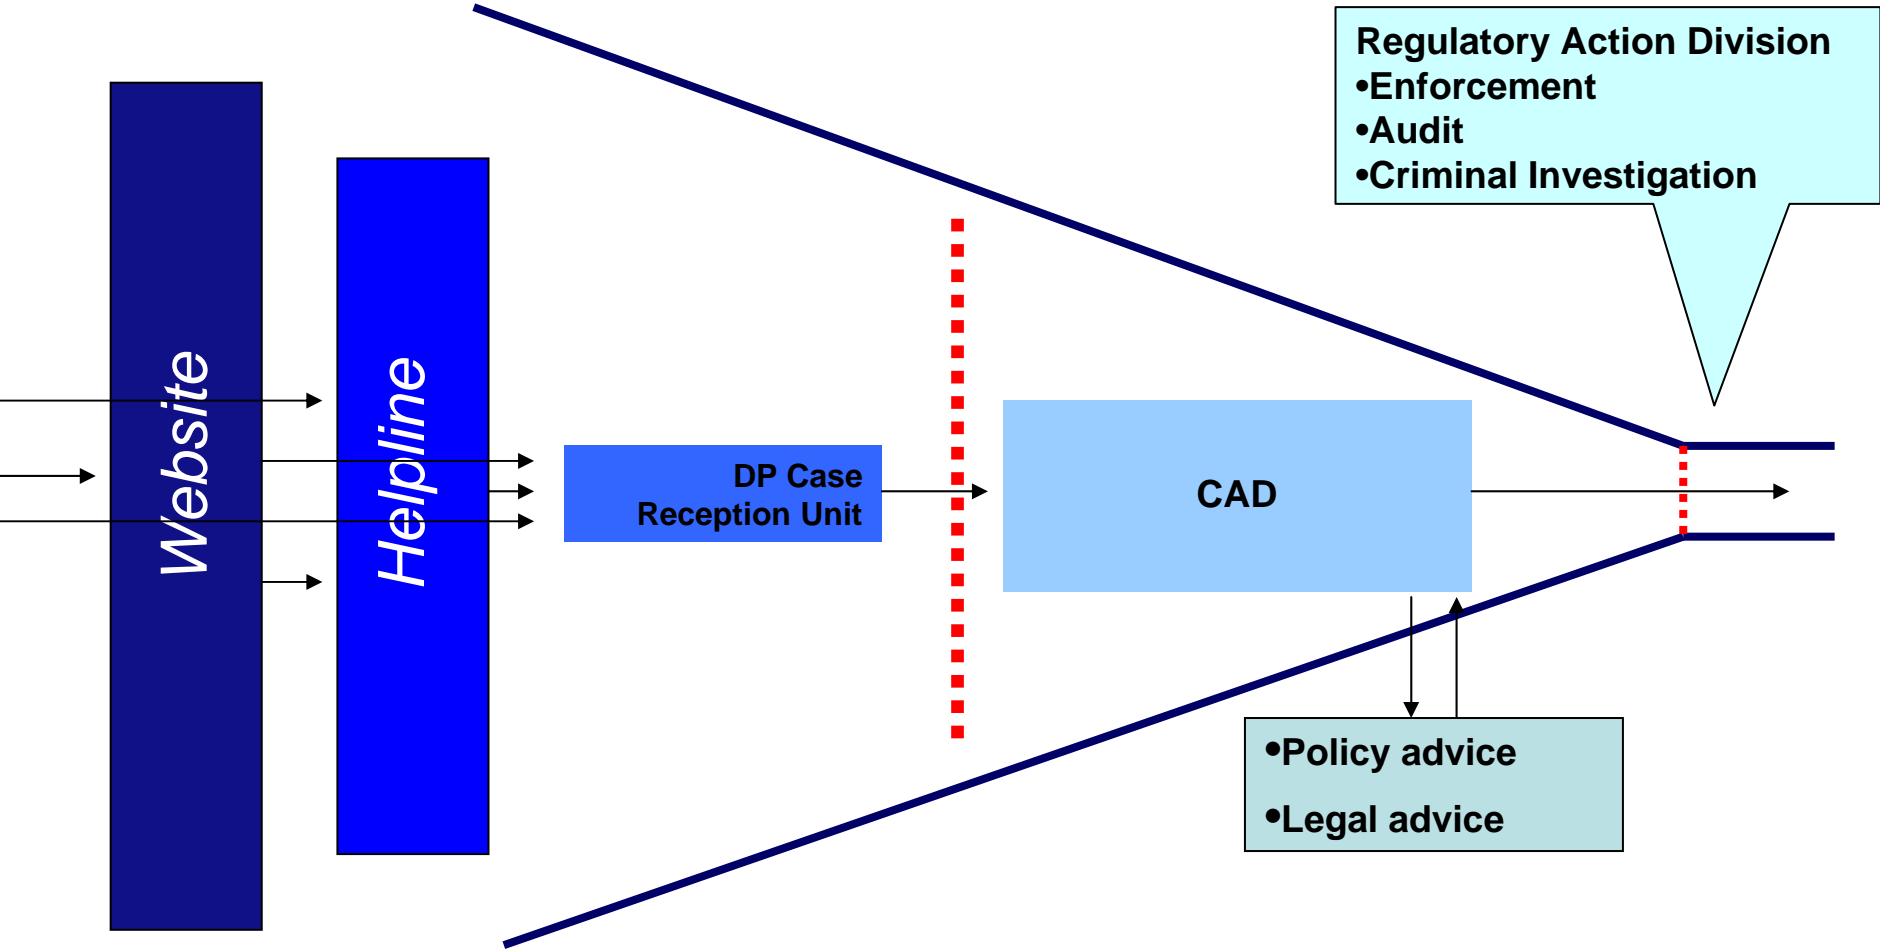 Regulatory Action Division
•Enforcement
•Audit
•Criminal Investigation
Website
Helpline
DP Case
Reception Unit
CAD
•Policy advice
•Legal advice